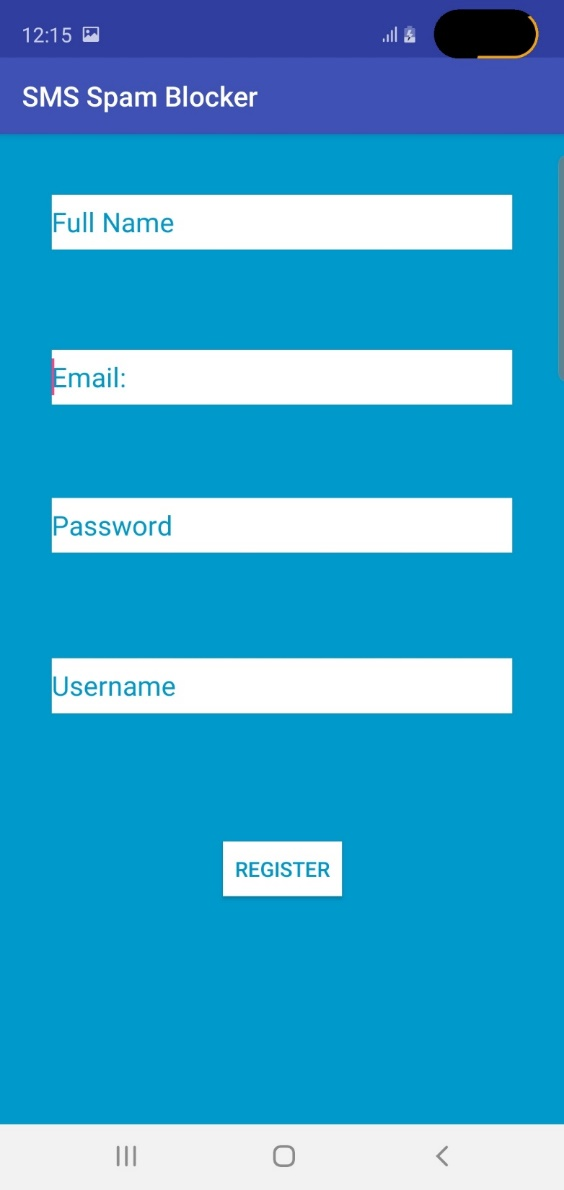 12:15
SMS Spam Blocker
Full Name
Email:
Password
Username
REGISTER